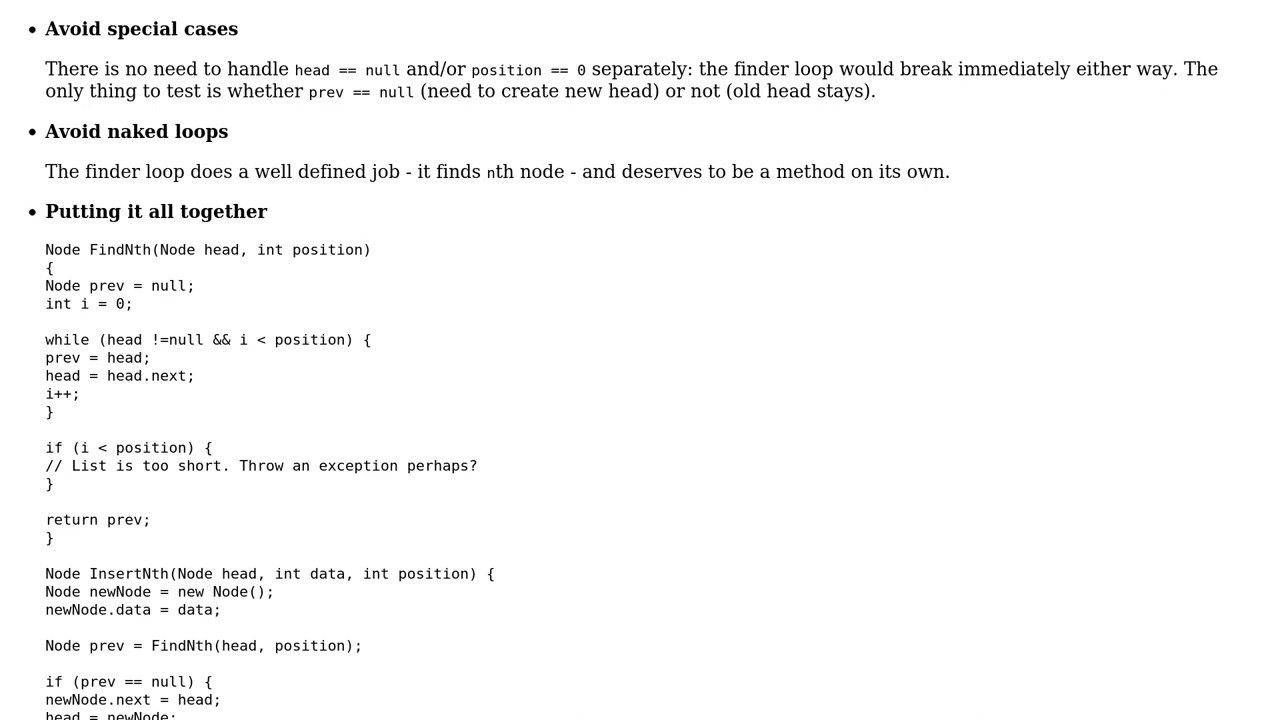 • Avoid special cases
There is no need to handle head == null and/or position == 0 separately: the finder loop would break immediately either way. The
only thing to test is whether prev == null (need to create new head) or not (old head stays).
• Avoid naked loops
The finder loop does a well defined job - it finds nth node - and deserves to be a method on its own.
• Putting it all together
Node FindNth(Node head, int position)
{
Node prev = null;
int i = 0;
while (head !=null && i < position) {
prev = head;
head = head.next;
i++;
}
if (i < position) {
// List is too short. Throw an exception perhaps?
}
return prev;
}
Node InsertNth(Node head, int data, int position) {
Node newNode = new Node();
newNode.data = data;
Node prev = FindNth(head, position);
if (prev == null) {
newNode.next = head;
head = newNode;